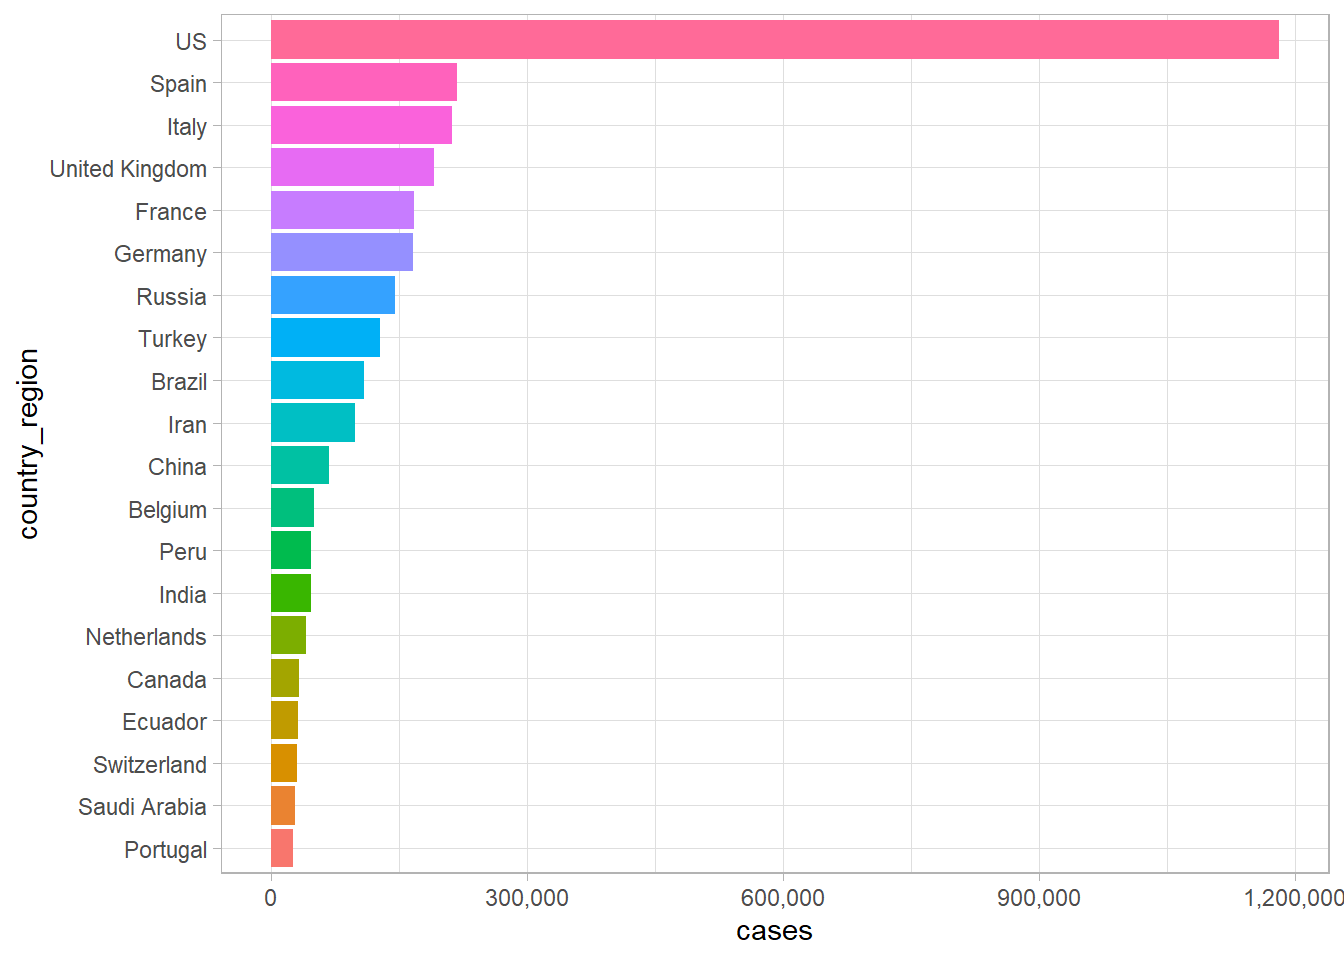 US
Spain
Italy
United Kingdom
France
Germany
Russia
Turkey
Brazil
Iran
China
Belgium
Peru
India
Netherlands
Canada
Ecuador
Switzerland
Saudi Arabia
Portugal
country_region
0 300,000 600,000 900,000 1,200,000
cases